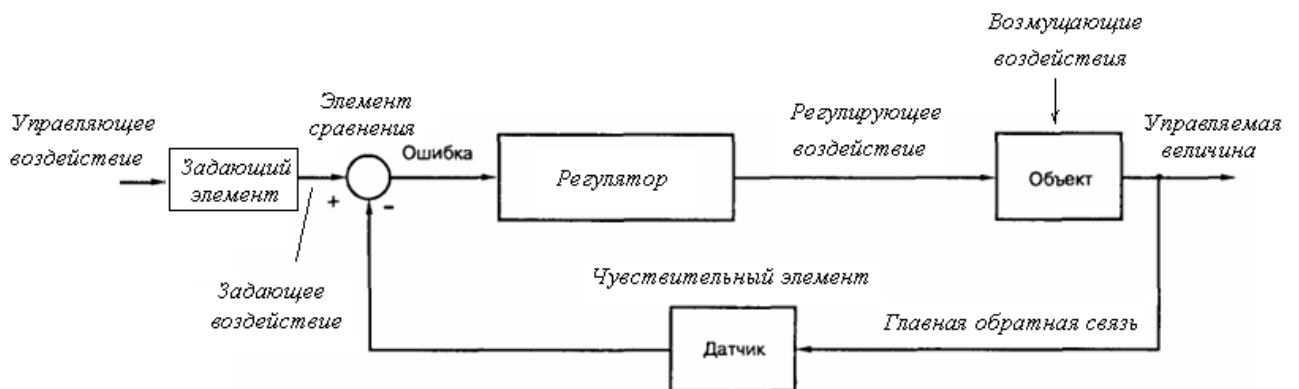 Возмущающие
воздействия
Управляющее
воздействие
Задающий
элемент
Элемент
сравнения
Ошибка
+
-
Задающее
воздействие
Регулятор
Регулирующее
воздействие
Объект
Управляемая
величина
Чувствительный элемент
Датчик
Главная обратная связь